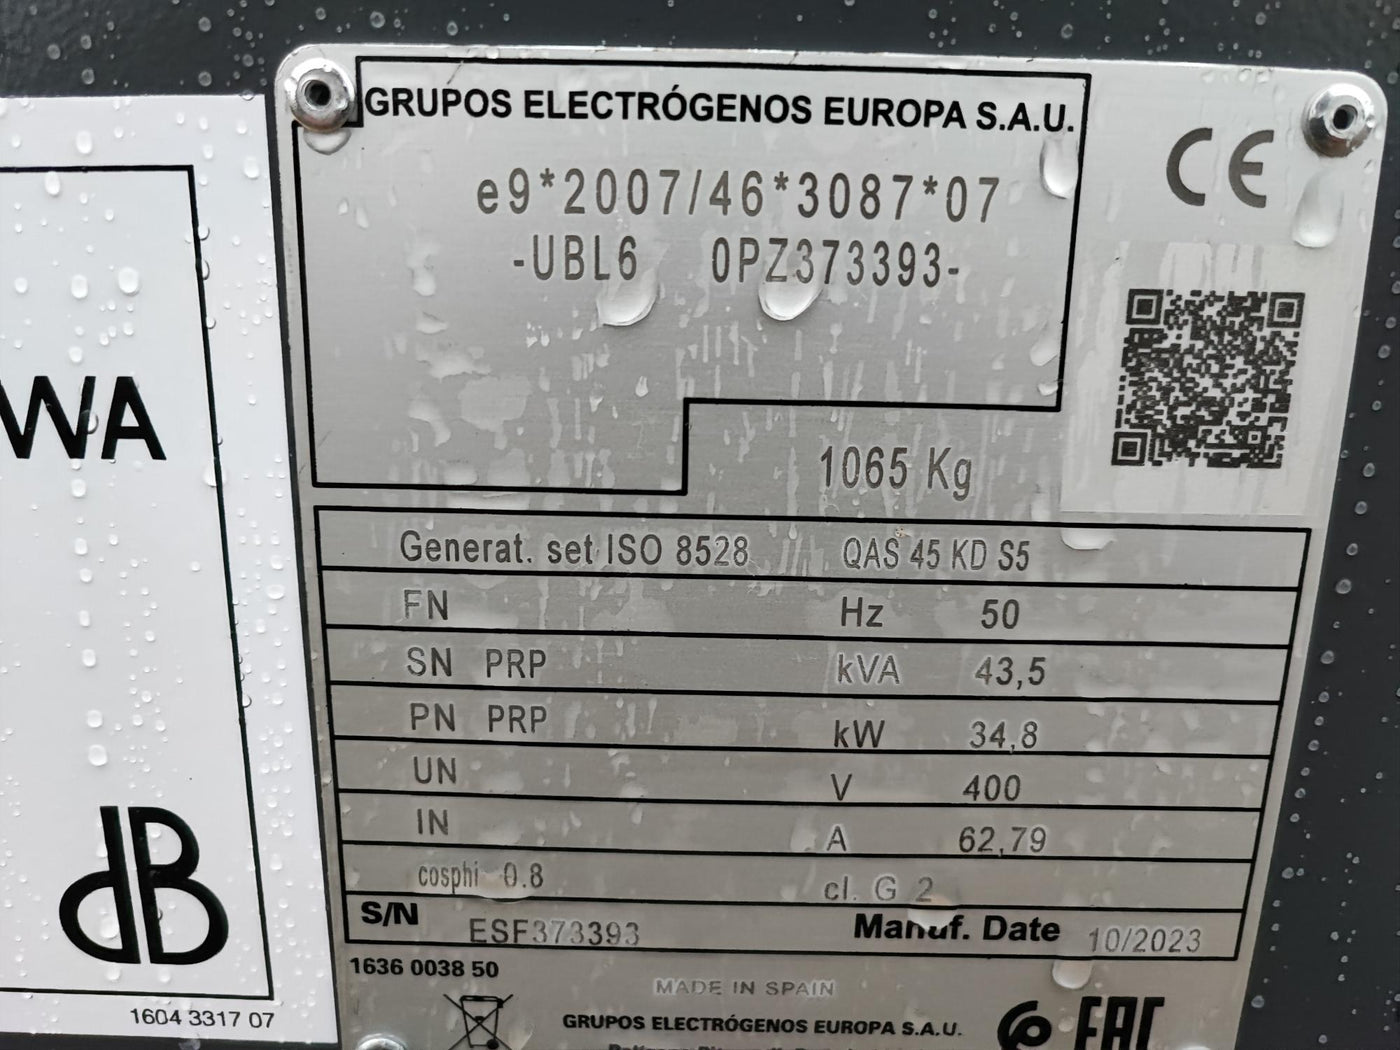 GRUPOS ELECTRÓGENOS EUROPA S.A.U.
e9*2007/46*3087*07
-UBL6 0PZ373393-
CE
1065 Kg
Generat. set ISO 8528 QAS 45 KD S5
FN Hz 50
SN PRP kVA 43,5
PN PRP kW 34,8
UN V 400
IN A 62,79
cosphi 0.8 cl. G 2
S/N ESF373393 Manuf. Date 10/2023
1636 0038 50
MADE IN SPAIN
GRUPOS ELECTRÓGENOS EUROPA S.A.U.
EAC
WA
dB
1604 3317 07